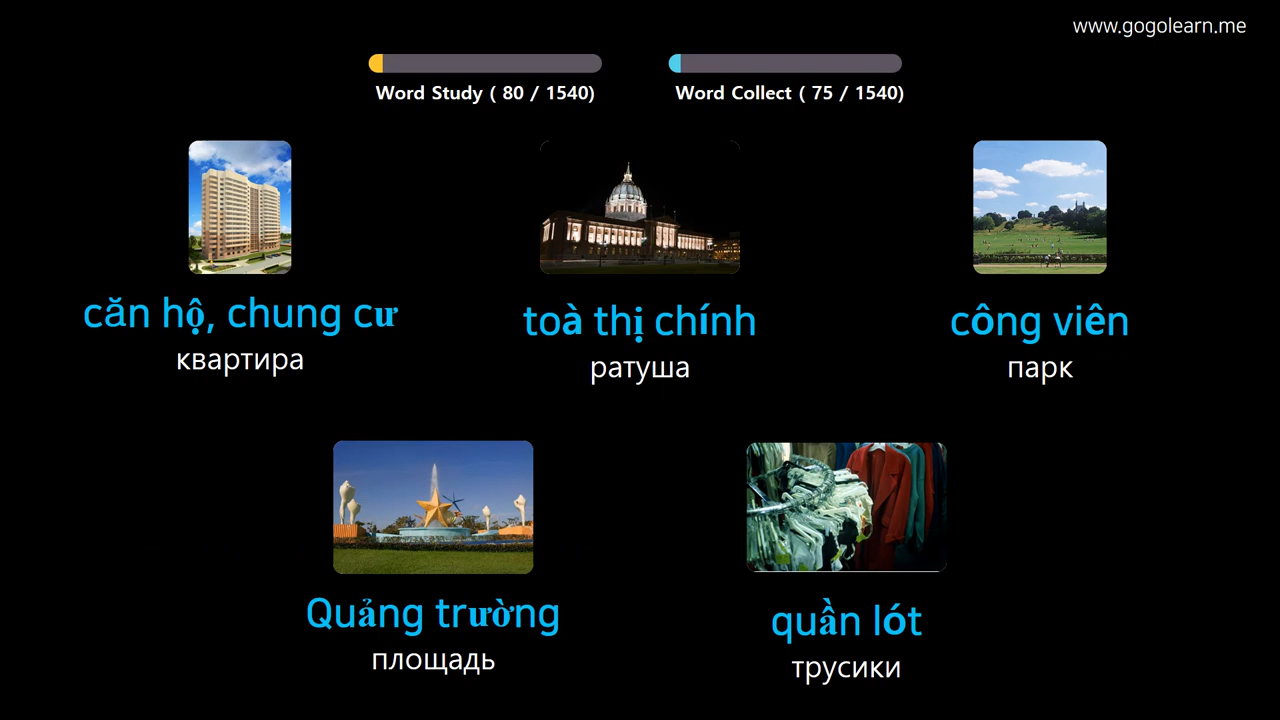 www.gogolearn.me
Word Study ( 80 / 1540)
Word Collect ( 75 / 1540)
căn hộ, chung cư
квартира
toà thị chính
ратуша
công viên
парк
Quảng trường
площадь
quần lót
трусики